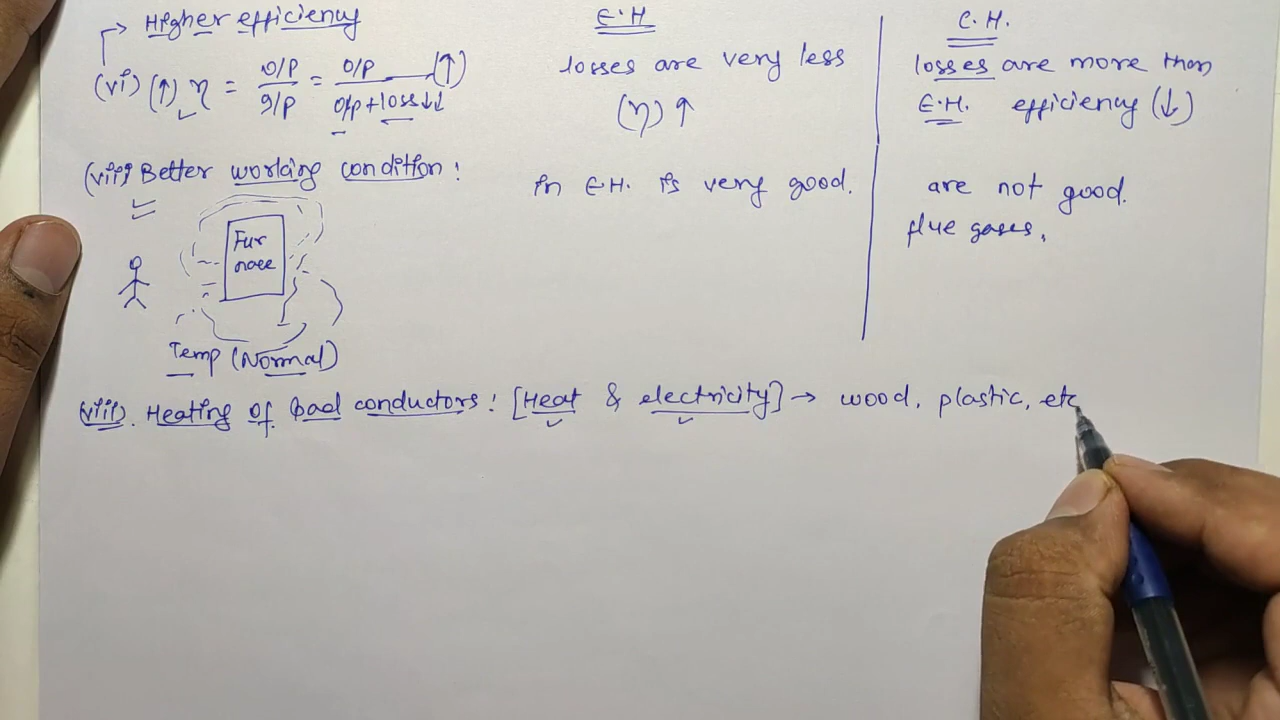 Higher efficiency
(vi) (↑) η = O/P / I/P = O/P / O/p + loss↓↓ (↑)
E.H
losses are very less
(η) ↑
C.H.
losses are more than
E.H. efficiency (↓)
(vii) Better working condition :
in E.H. is very good.
are not good.
flue gases.
Fur
nace
Temp (Normal)
(viii). Heating of bad conductors : [Heat & electricity] → wood, plastic, etc